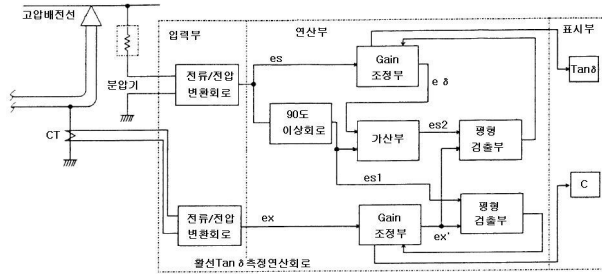 고압배전선
입력부
연산부
표시부
전류/전압
변환회로
분압기
es
Gain
조정부
e δ
Tanδ
90도
이상회로
가산부
es2
평형
검출부
CT
es1
C
전류/전압
변환회로
ex
Gain
조정부
ex'
평형
검출부
활선Tanδ측정연산회로